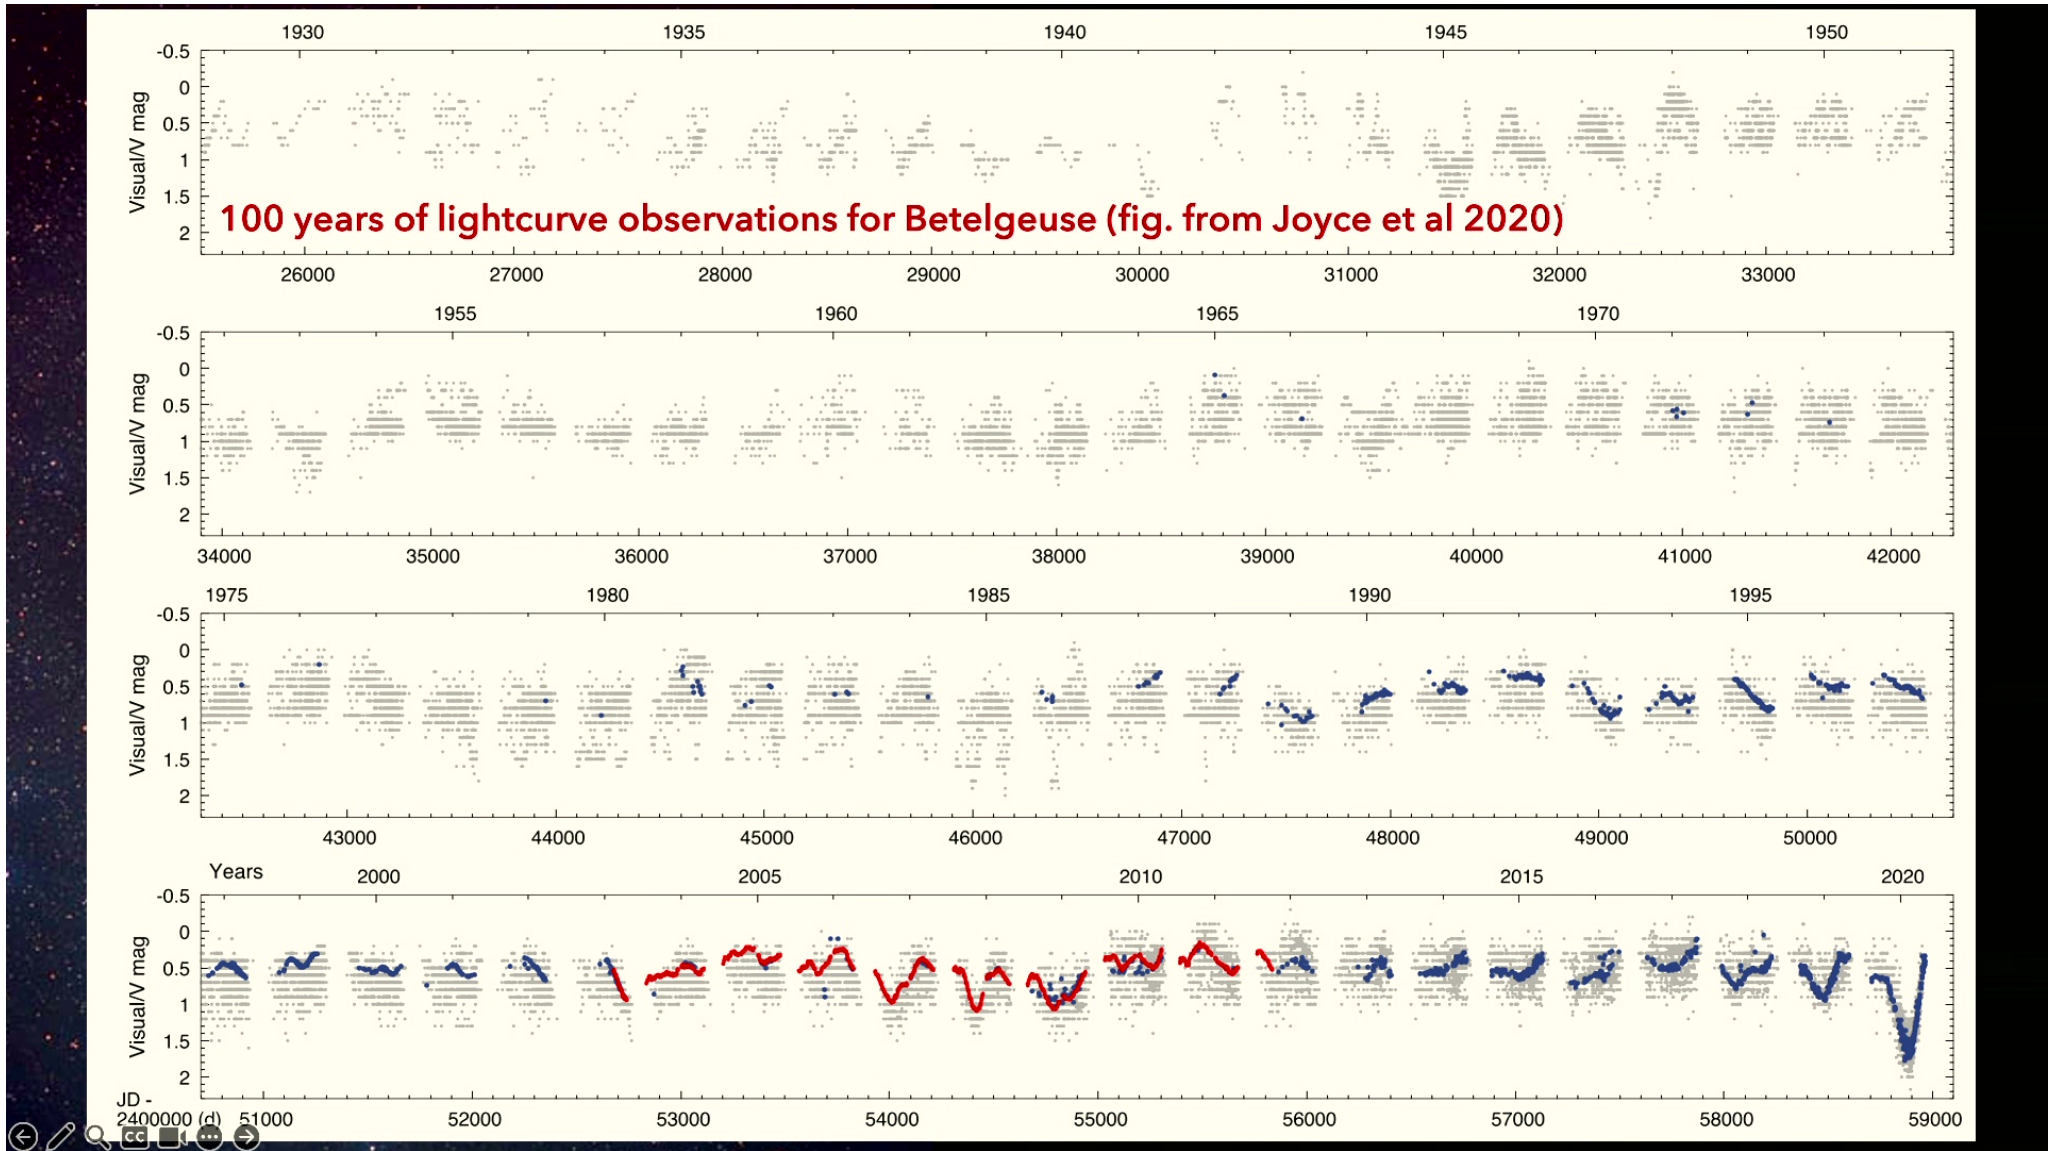 1930 1935 1940 1945 1950
-0.5
0
0.5
1
1.5
2
Visual/V mag
100 years of lightcurve observations for Betelgeuse (fig. from Joyce et al 2020)
26000 27000 28000 29000 30000 31000 32000 33000
1955 1960 1965 1970
-0.5
0
0.5
1
1.5
2
Visual/V mag
34000 35000 36000 37000 38000 39000 40000 41000 42000
1975 1980 1985 1990 1995
-0.5
0
0.5
1
1.5
2
Visual/V mag
43000 44000 45000 46000 47000 48000 49000 50000
Years 2000 2005 2010 2015 2020
-0.5
0
0.5
1
1.5
2
Visual/V mag
JD -
2400000 (d) 51000 52000 53000 54000 55000 56000 57000 58000 59000
CC